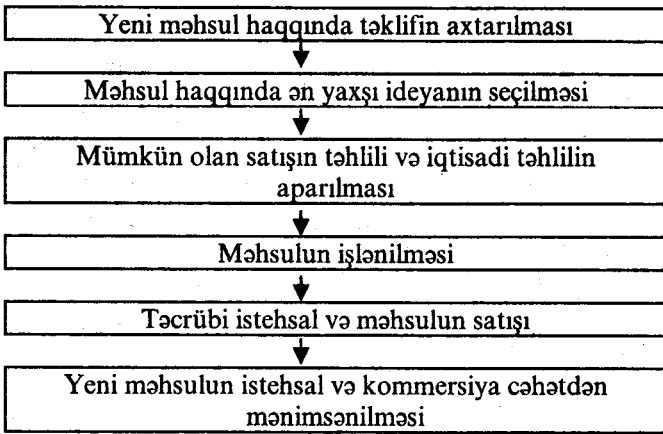 Yeni məhsul haqqında təklifin axtarılması
Məhsul haqqında ən yaxşı ideyanın seçilməsi
Mümkün olan satışın təhlili və iqtisadi təhlilin
aparılması
Məhsulun işlənilməsi
Təcrübi istehsal və məhsulun satışı
Yeni məhsulun istehsal və kommersiya cəhətdən
mənimsənilməsi